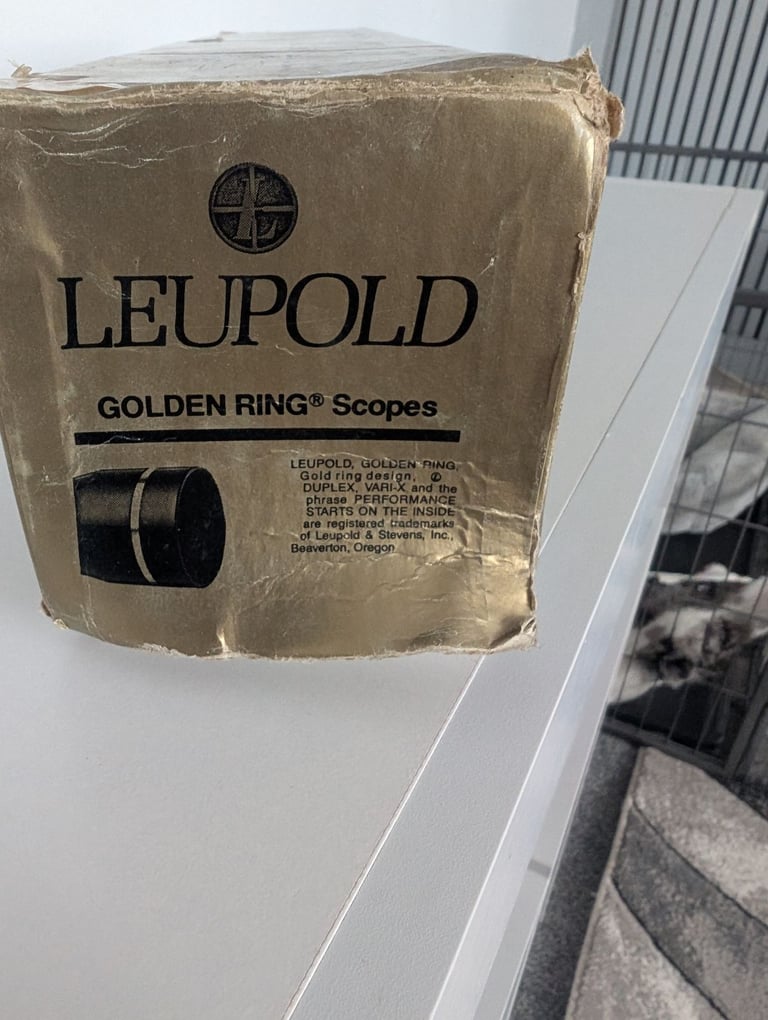 LEUPOLD
GOLDEN RING® Scopes
LEUPOLD, GOLDEN RING,
Gold ring design, Ⓛ
DUPLEX, VARI-X and the
phrase PERFORMANCE
STARTS ON THE INSIDE
are registered trademarks
of Leupold & Stevens, Inc.,
Beaverton, Oregon